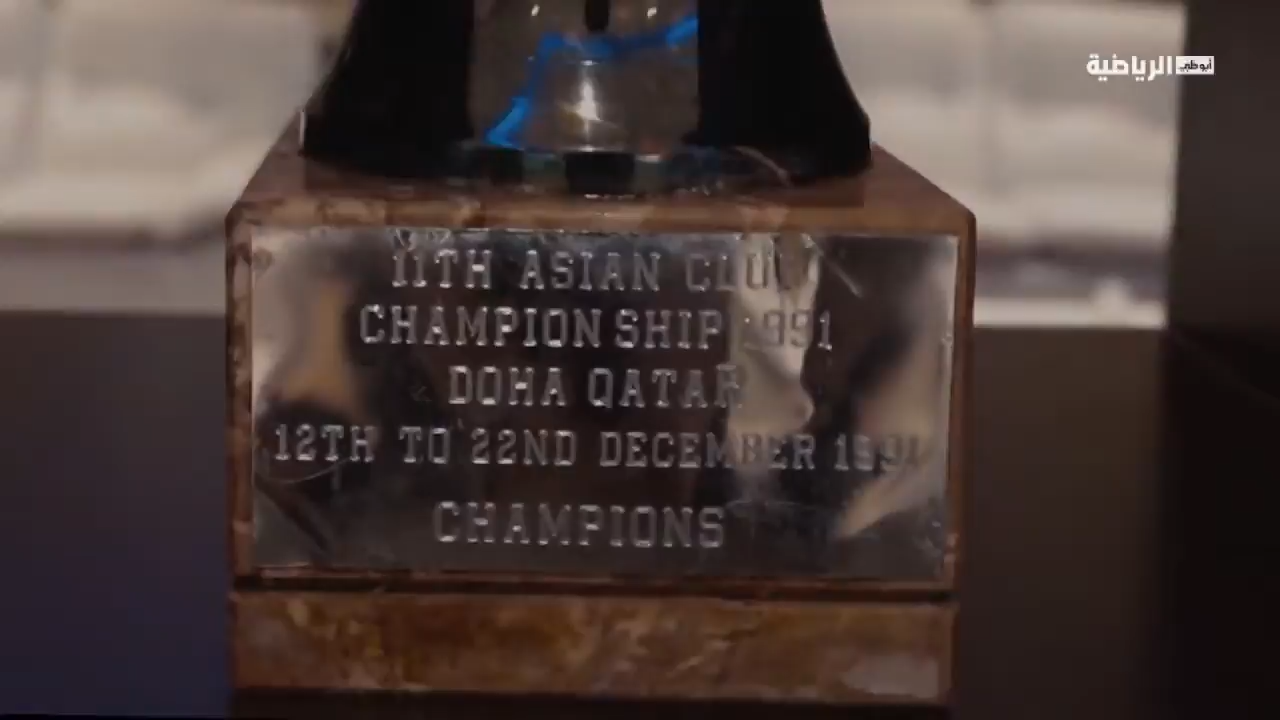 أبوظبي الرياضية
11TH ASIAN CLUB
CHAMPION SHIP 1991
DOHA QATAR
12TH TO 22ND DECEMBER 1991
CHAMPIONS